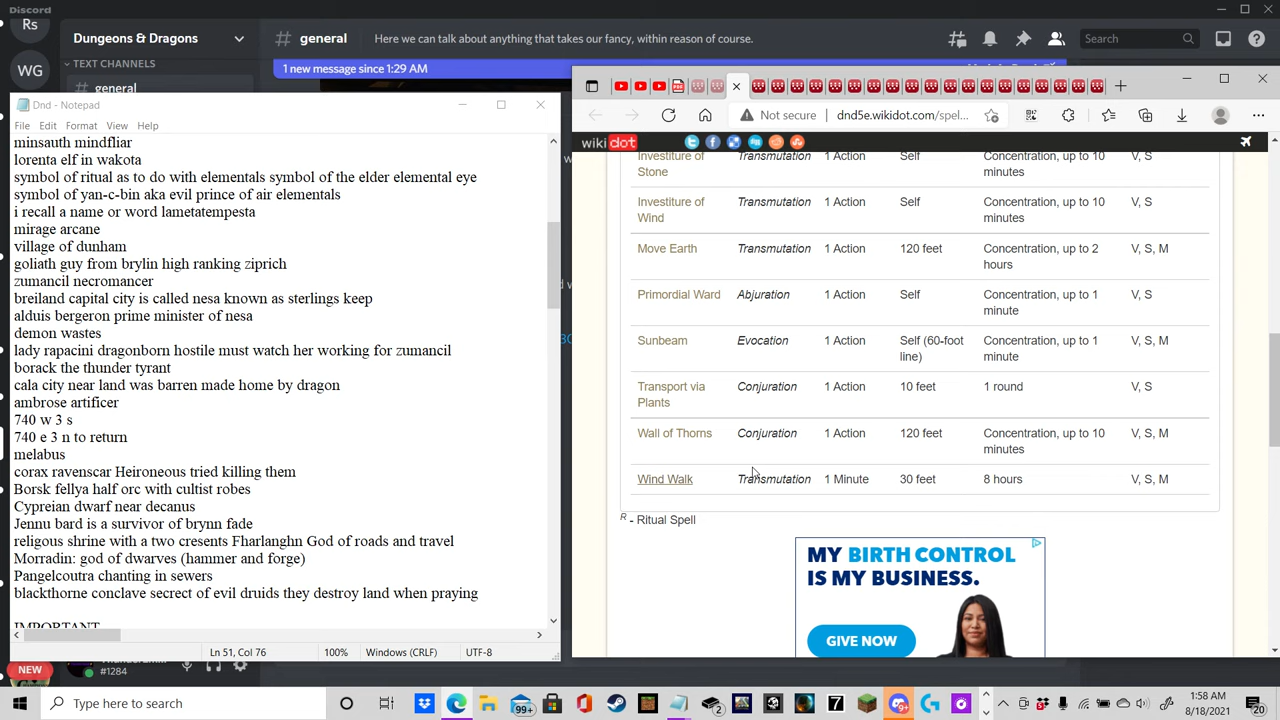 Discord
Rs
Dungeons & Dragons
# general
Here we can talk about anything that takes our fancy, within reason of course.
Search
WG
TEXT CHANNELS
general
1 new message since 1:29 AM
Dnd - Notepad
File Edit Format View Help
minsauth mindfliar
lorenta elf in wakota
symbol of ritual as to do with elementals symbol of the elder elemental eye
symbol of yan-c-bin aka evil prince of air elementals
i recall a name or word lametatempesta
mirage arcane
village of dunham
goliath guy from brylin high ranking ziprich
zumancil necromancer
breiland capital city is called nesa known as sterlings keep
alduis bergeron prime minister of nesa
demon wastes
lady rapacini dragonborn hostile must watch her working for zumancil
borack the thunder tyrant
cala city near land was barren made home by dragon
ambrose artificer
740 w 3 s
740 e 3 n to return
melabus
corax ravenscar Heironeous tried killing them
Borsk fellya half orc with cultist robes
Cypreian dwarf near decanus
Jennu bard is a survivor of brynn fade
religous shrine with a two cresents Fharlanghn God of roads and travel
Morradin: god of dwarves (hammer and forge)
Pangelcoutra chanting in sewers
blackthorne conclave secrect of evil druids they destroy land when praying
IMPORTANT
Ln 51, Col 76
100%
Windows (CRLF)
UTF-8
NEW
#1284
Not secure
dnd5e.wikidot.com/spel...
wikidot
Investiture of Stone Transmutation 1 Action Self Concentration, up to 10 minutes V, S
Investiture of Wind Transmutation 1 Action Self Concentration, up to 10 minutes V, S
Move Earth Transmutation 1 Action 120 feet Concentration, up to 2 hours V, S, M
Primordial Ward Abjuration 1 Action Self Concentration, up to 1 minute V, S
Sunbeam Evocation 1 Action Self (60-foot line) Concentration, up to 1 minute V, S, M
Transport via Plants Conjuration 1 Action 10 feet 1 round V, S
Wall of Thorns Conjuration 1 Action 120 feet Concentration, up to 10 minutes V, S, M
Wind Walk Transmutation 1 Minute 30 feet 8 hours V, S, M
R - Ritual Spell
MY BIRTH CONTROL
IS MY BUSINESS.
GIVE NOW
Type here to search
99+
1:58 AM
8/18/2021
20